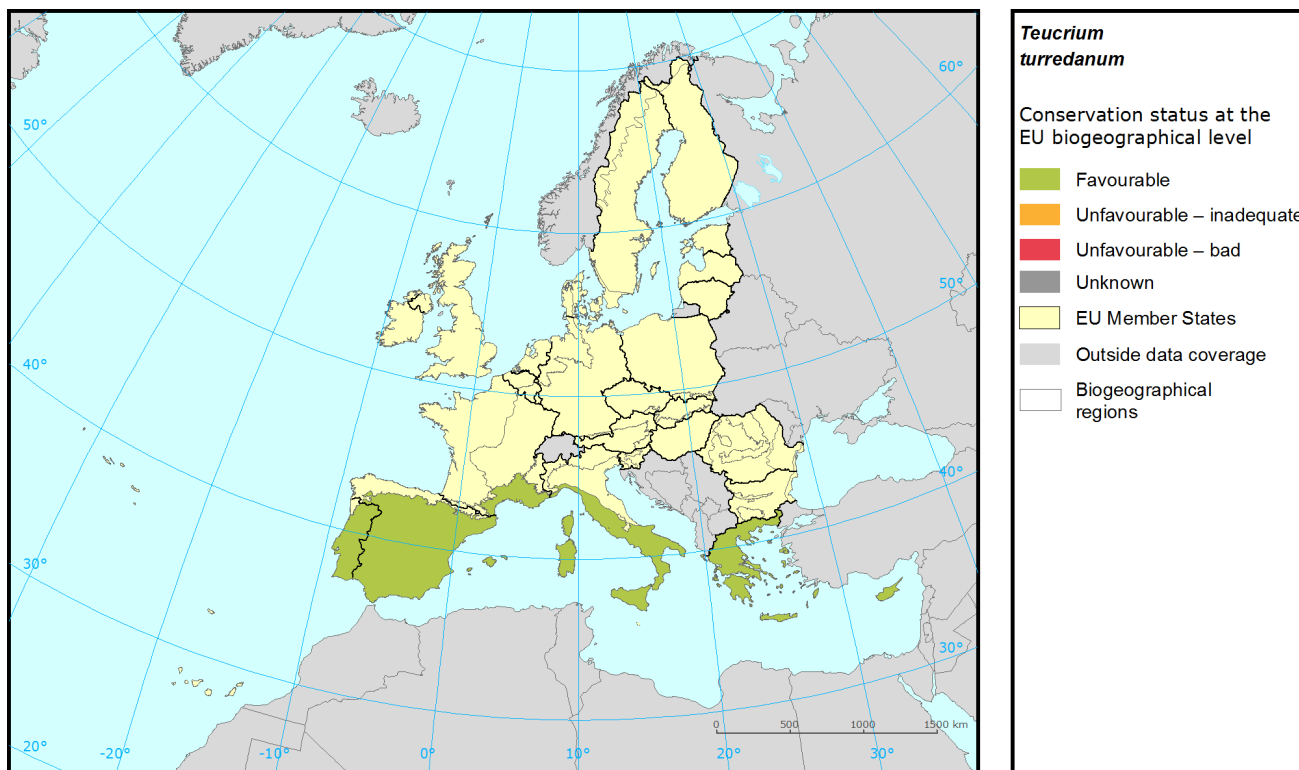 Teucrium
turredanum
Conservation status at the
EU biogeographical level
Favourable
Unfavourable – inadequate
Unfavourable – bad
Unknown
EU Member States
Outside data coverage
Biogeographical
regions
60°
50°
50°
40°
40°
30°
30°
20°
-20°
-10°
0°
10°
20°
30°
0 500 1000 1500 km